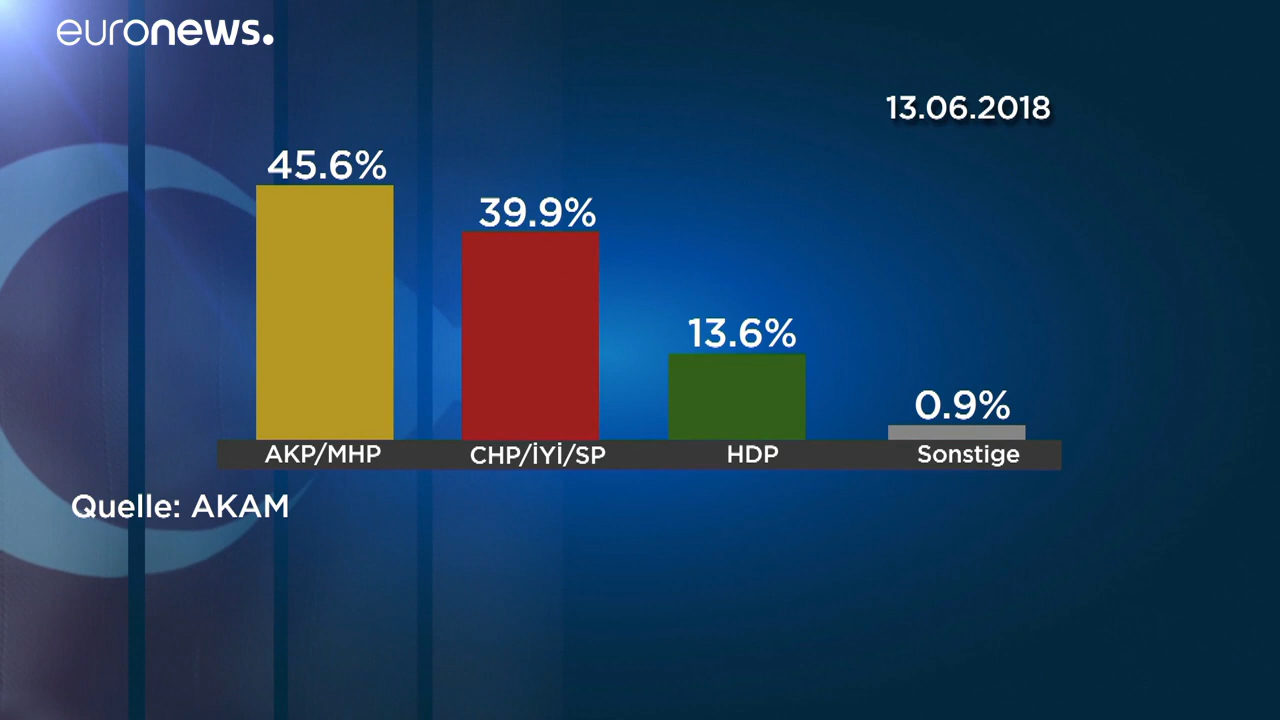 euronews.
13.06.2018
45.6%
39.9%
13.6%
0.9%
AKP/MHP
CHP/İYİ/SP
HDP
Sonstige
Quelle: AKAM